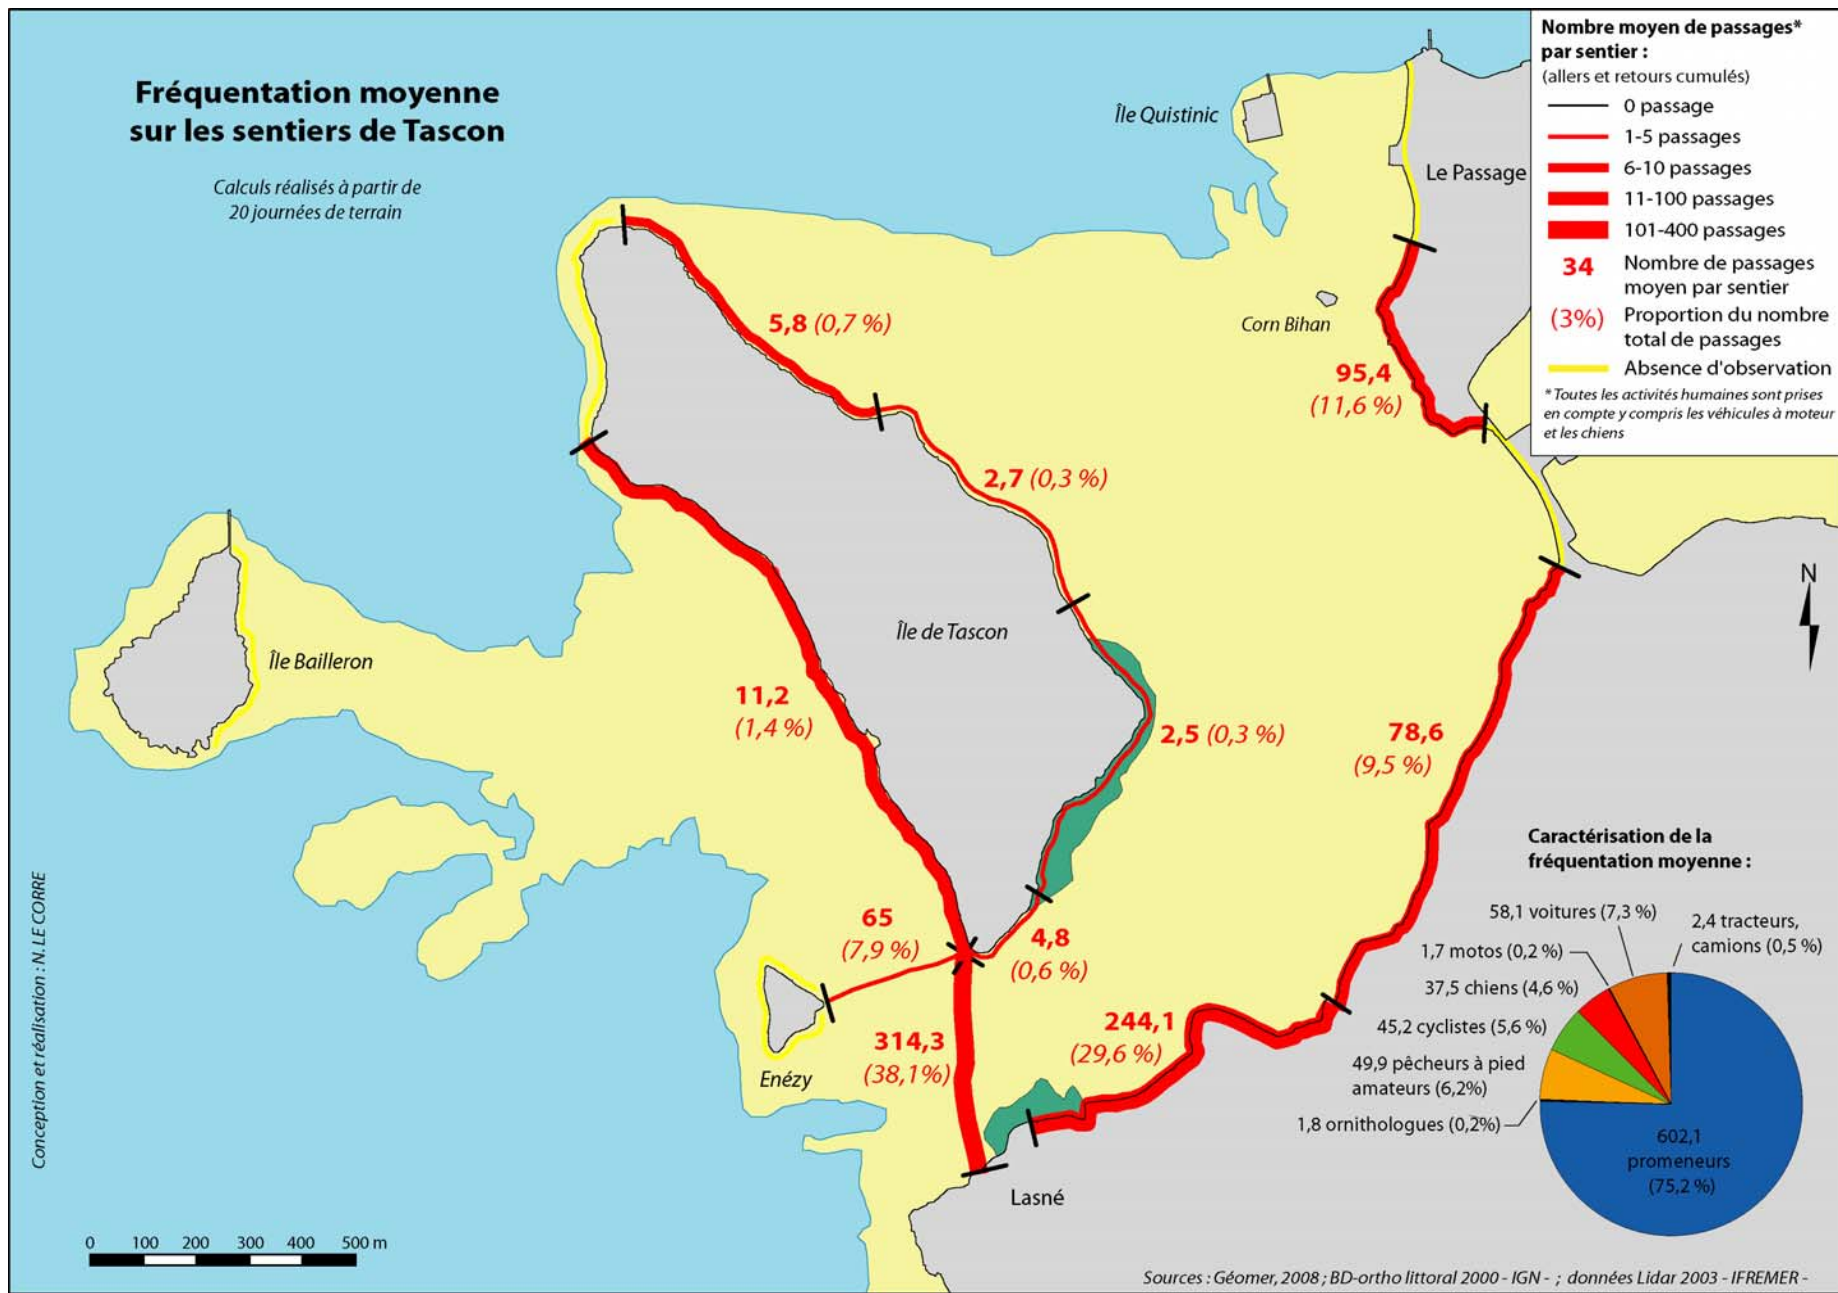 Fréquentation moyenne
sur les sentiers de Tascon
Calculs réalisés à partir de
20 journées de terrain
Nombre moyen de passages*
par sentier :
(allers et retours cumulés)
0 passage
1-5 passages
6-10 passages
11-100 passages
101-400 passages
34 Nombre de passages
moyen par sentier
(3%) Proportion du nombre
total de passages
Absence d'observation
* Toutes les activités humaines sont prises
en compte y compris les véhicules à moteur
et les chiens
Île Quistinic
Le Passage
Corn Bihan
5,8 (0,7 %)
95,4
(11,6 %)
2,7 (0,3 %)
Île de Tascon
Île Bailleron
11,2
(1,4 %)
2,5 (0,3 %)
78,6
(9,5 %)
N
65
(7,9 %)
4,8
(0,6 %)
314,3
(38,1%)
244,1
(29,6 %)
Enézy
Lasné
Caractérisation de la
fréquentation moyenne :
58,1 voitures (7,3 %)
2,4 tracteurs,
camions (0,5 %)
1,7 motos (0,2 %)
37,5 chiens (4,6 %)
45,2 cyclistes (5,6 %)
49,9 pêcheurs à pied
amateurs (6,2%)
1,8 ornithologues (0,2%)
602,1
promeneurs
(75,2 %)
Conception et réalisation : N. LE CORRE
0 100 200 300 400 500 m
Sources : Géomer, 2008 ; BD-ortho littoral 2000 - IGN - ; données Lidar 2003 - IFREMER -